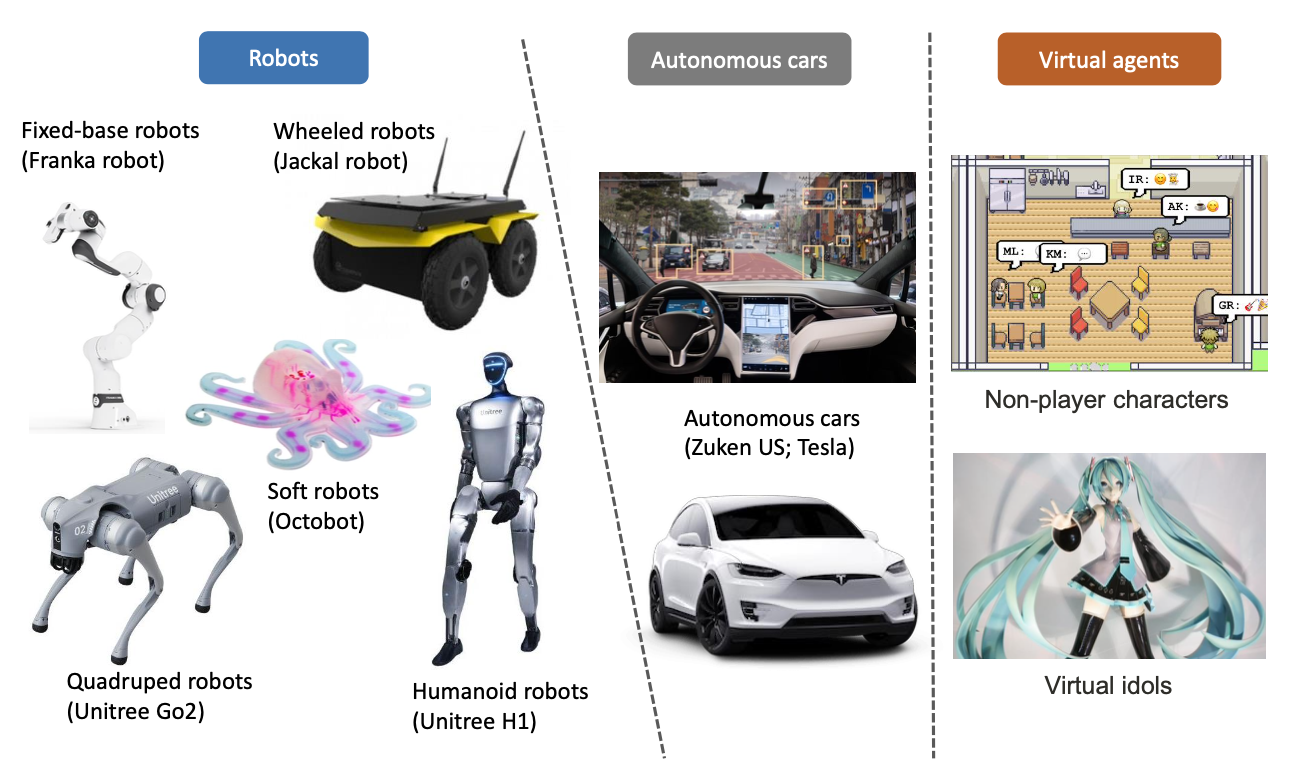 Robots
Autonomous cars
Virtual agents
Fixed-base robots
(Franka robot)
Wheeled robots
(Jackal robot)
IR:
AK:
ML:
KM:
GR:
Non-player characters
Autonomous cars
(Zuken US; Tesla)
Unitree
Soft robots
(Octobot)
Unitree
02
Quadruped robots
(Unitree Go2)
Humanoid robots
(Unitree H1)
Virtual idols